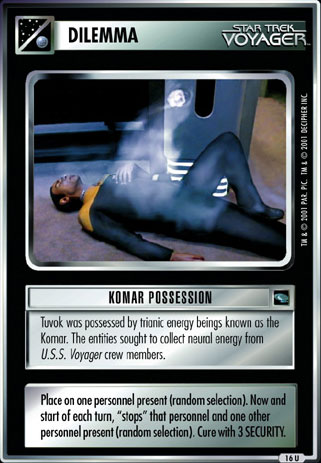 DILEMMA
STAR TREK
VOYAGER™
™ & © 2001 PAR. PIC. TM & © 2001 DECIPHER INC.
KOMAR POSSESSION
Tuvok was possessed by trianic energy beings known as the
Komar. The entities sought to collect neural energy from
U.S.S. Voyager crew members.
Place on one personnel present (random selection). Now and
start of each turn, "stops" that personnel and one other
personnel present (random selection). Cure with 3 SECURITY.
16 U